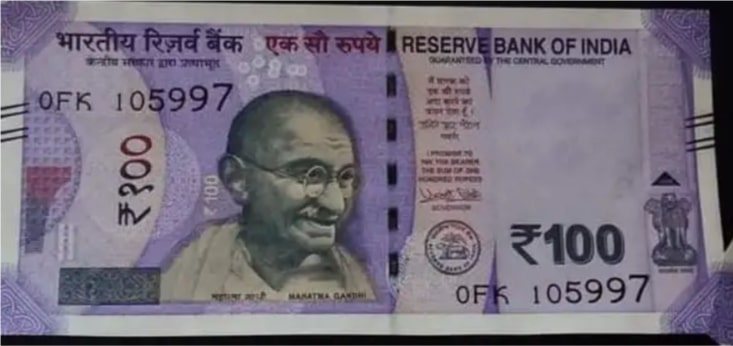 भारतीय रिज़र्व बैंक
एक सौ रुपये
RESERVE BANK OF INDIA
केन्द्रीय सरकार द्वारा प्रत्याभूत
GUARANTEED BY THE CENTRAL GOVERNMENT
0FK 105997
मैं धारक को
एक सौ रुपये
अदा करने का
वचन देता हूँ।
₹१००
₹100
गवर्नर
I PROMISE TO
PAY THE BEARER
THE SUM OF ONE
HUNDRED RUPEES
GOVERNOR
₹100
0FK 105997
महात्मा गांधी
MAHATMA GANDHI